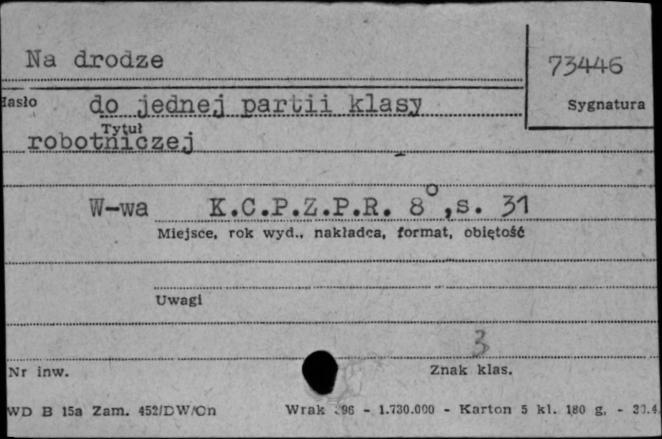 Na drodze
73446
Hasło
do jednej partii klasy
Sygnatura
Tytuł
robotniczej
W-wa K.C.P.Z.P.R. 8°,s. 31
Miejsce, rok wyd., nakładca, format, objętość
Uwagi
3
Nr inw.
Znak klas.
WD B 15a Zam. 452/DW/Cn Wrak 96 - 1.730.000 - Karton 5 kl. 180 g. -